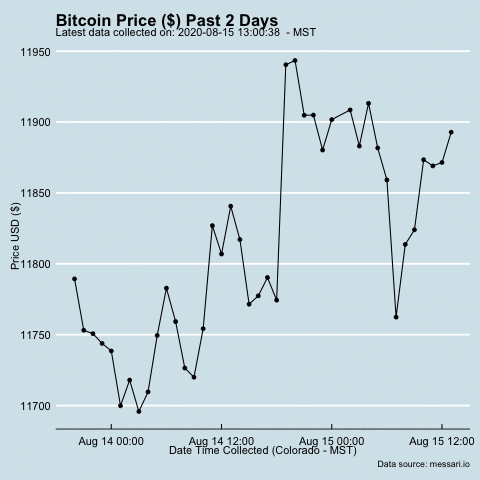 Bitcoin Price ($) Past 2 Days
Latest data collected on: 2020-08-15 13:00:38 - MST
11950
11900
11850
11800
11750
11700
Price USD ($)
Aug 14 00:00 Aug 14 12:00 Aug 15 00:00 Aug 15 12:00
Date Time Collected (Colorado - MST)
Data source: messari.io